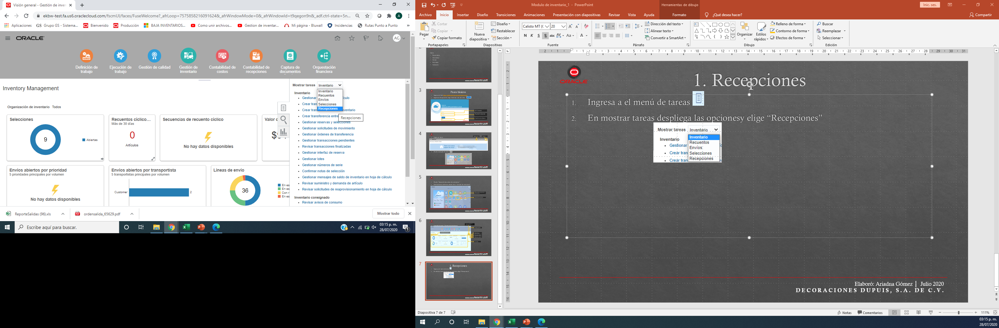 Visión general - Gestión de inven
ekbw-test.fa.us6.oraclecloud.com/fscmUI/faces/FuseWelcome?_afrLoop=7575858216091624&_afrWindowMode=0&_afrWindowId=t9qegon9n&_adf.ctrl-state=5n...
Aplicaciones
GS Grupo GS - Sistema...
Bienvenido
Producción
BAJA INVENTARIOS...
Como unir archivos...
Gestion de inventar...
Mi página - Bluwall
Incidencias
Rutas Punto a Punto
»
ORACLE
AG
Definición de trabajo
Ejecución de trabajo
Gestión de calidad
Gestión de inventario
Contabilidad de costos
Contabilidad de recepciones
Captura de documentos
Orquestación financiera
Inventory Management
Organización de inventario Todos
Selecciones
9
Abiertas
Recuentos cíclico...
Más de 30 días
0
Artículos
Secuencias de recuento cíclico
No hay datos disponibles
Valor c
Envíos abiertos por prioridad
5 prioridades principales por volumen
No hay datos disponibles
Envíos abiertos por transportista
5 transportistas principales por volumen
Customer
2
Líneas de envío
36
En es
En es
Con r
En es
Mostrar tareas Inventario
Inventario
Recuentos
Envíos
Selecciones
Recepciones
Recepciones
Inventario
Gestionar
ículo
Crear tran
Crear tran
nventario
Crear transferencia entre
Gestionar reservas y selecciones
Gestionar solicitudes de movimiento
Gestionar órdenes de transferencia
Gestionar transacciones pendientes
Revisar transacciones finalizadas
Gestionar interfaz de reserva
Gestionar lotes
Gestionar números de serie
Confirmar notas de selección
Gestionar mensajes de saldo de inventario en hoja de cálculo
Revisar suministro y demanda de artículo
Revisar solicitudes de reaprovisionamiento en hoja de cálculo
Inventario consignado
Revisar avisos de consumo
ReporteSalidas (96).xls
ordensalida_65629.pdf
Mostrar todo
Escribe aquí para buscar.
03:15 p. m.
28/07/2020
Modulo de inventario_1 - PowerPoint
Herramientas de dibujo
Inic. ses.
Archivo
Inicio
Insertar
Diseño
Transiciones
Animaciones
Presentación con diapositivas
Revisar
Vista
Ayuda
Formato
¿Qué desea hacer?
Compartir
Pegar
Cortar
Copiar
Copiar formato
Portapapeles
Nueva diapositiva
Diseño
Restablecer
Sección
Diapositivas
Calisto MT (C
20
N K S S abc AV Aa A
Fuente
Dirección del texto
Alinear texto
Convertir a SmartArt
Párrafo
Organizar
Estilos rápidos
Relleno de forma
Contorno de forma
Efectos de forma
Dibujo
Buscar
Reemplazar
Seleccionar
Edición
3
Pasos básicos
4
5
6
7
1. Recepciones
ORACLE
1. Recepciones
1. Ingresa a el menú de tareas
2. En mostrar tareas despliega las opcionesy elige “Recepciones”
Mostrar tareas Inventario
Inventario
Inventario
Recuentos
Envíos
Selecciones
Recepciones
Gestionar
Crear tran
Crear tran
Elaboró: Ariadna Gómez | Julio 2020
DECORACIONES DUPUIS, S.A. DE C.V.
Diapositiva 7 de 7
Notas
Comentarios
111%
03:15 p. m.
28/07/2020